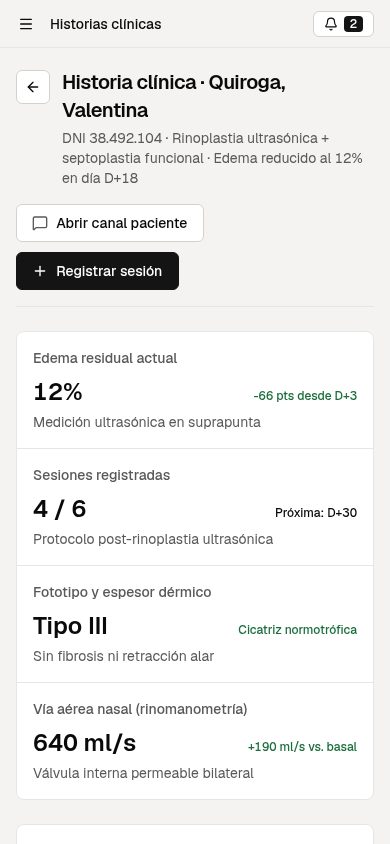 Historias clínicas
2
Historia clínica · Quiroga,
Valentina
DNI 38.492.104 · Rinoplastia ultrasónica +
septoplastia funcional · Edema reducido al 12%
en día D+18
Abrir canal paciente
Registrar sesión
Edema residual actual
12%
-66 pts desde D+3
Medición ultrasónica en suprapunta
Sesiones registradas
4 / 6
Próxima: D+30
Protocolo post-rinoplastia ultrasónica
Fototipo y espesor dérmico
Tipo III
Cicatriz normotrófica
Sin fibrosis ni retracción alar
Vía aérea nasal (rinomanometría)
640 ml/s
+190 ml/s vs. basal
Válvula interna permeable bilateral